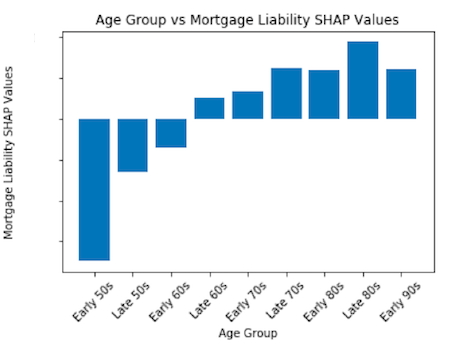 Age Group vs Mortgage Liability SHAP Values
Mortgage Liability SHAP Values
Early 50s
Late 50s
Early 60s
Late 60s
Early 70s
Late 70s
Early 80s
Late 80s
Early 90s
Age Group